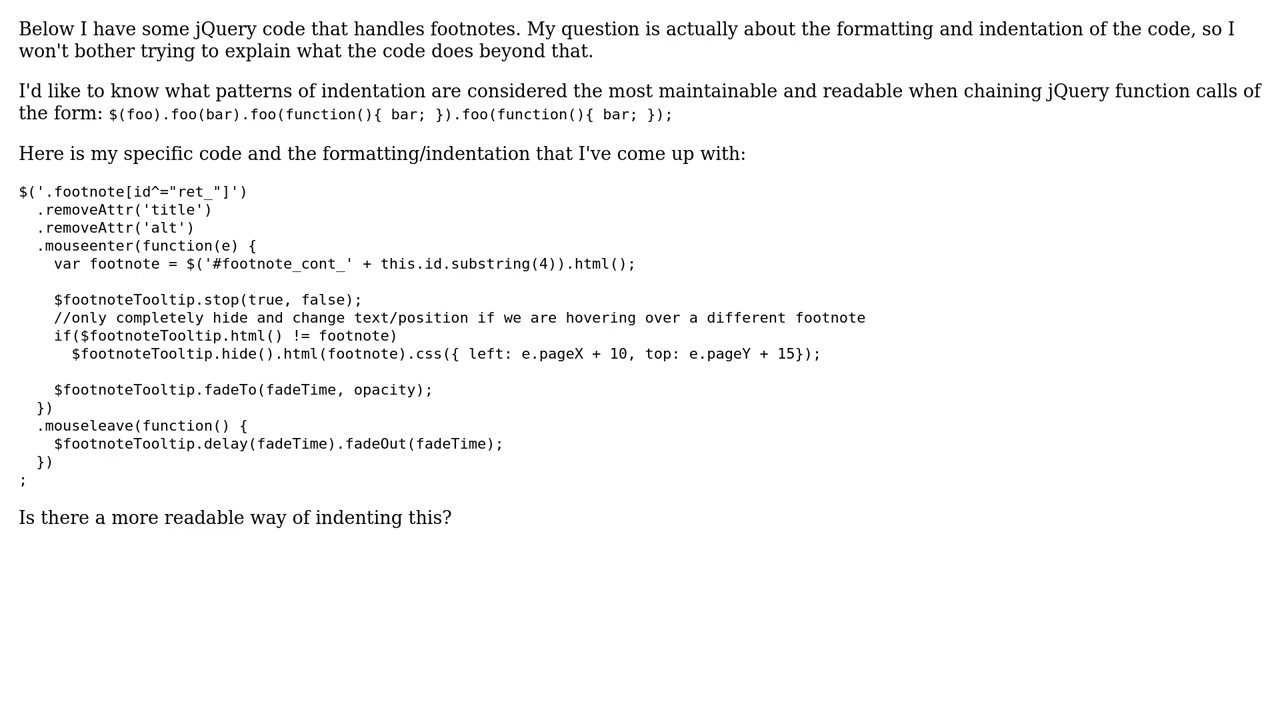 Below I have some jQuery code that handles footnotes. My question is actually about the formatting and indentation of the code, so I
won't bother trying to explain what the code does beyond that.
I'd like to know what patterns of indentation are considered the most maintainable and readable when chaining jQuery function calls of
the form: $(foo).foo(bar).foo(function(){ bar; }).foo(function(){ bar; });
Here is my specific code and the formatting/indentation that I've come up with:
$('.footnote[id^="ret_"]')
  .removeAttr('title')
  .removeAttr('alt')
  .mouseenter(function(e) {
    var footnote = $('#footnote_cont_' + this.id.substring(4)).html();

    $footnoteTooltip.stop(true, false);
    //only completely hide and change text/position if we are hovering over a different footnote
    if($footnoteTooltip.html() != footnote)
      $footnoteTooltip.hide().html(footnote).css({ left: e.pageX + 10, top: e.pageY + 15});

    $footnoteTooltip.fadeTo(fadeTime, opacity);
  })
  .mouseleave(function() {
    $footnoteTooltip.delay(fadeTime).fadeOut(fadeTime);
  })
;
Is there a more readable way of indenting this?